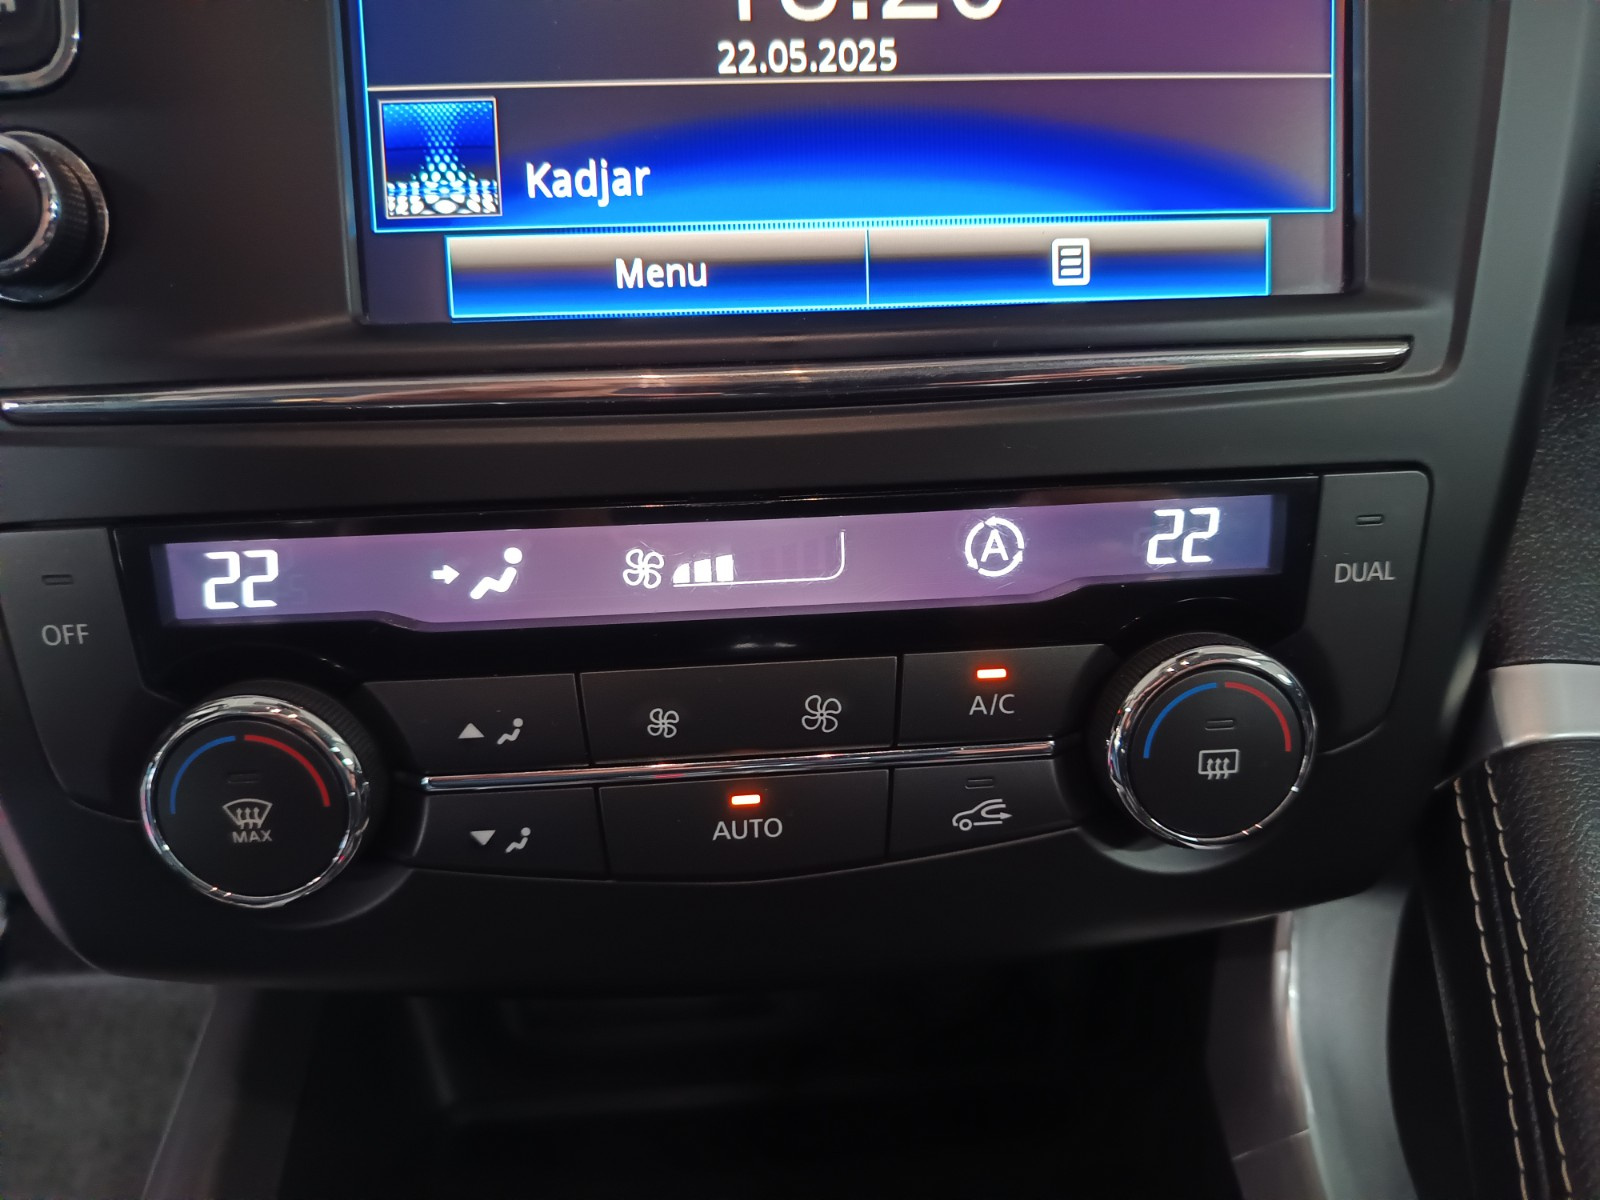 22.05.2025
Kadjar
Menu
22
A
22
OFF
DUAL
A/C
MAX
AUTO